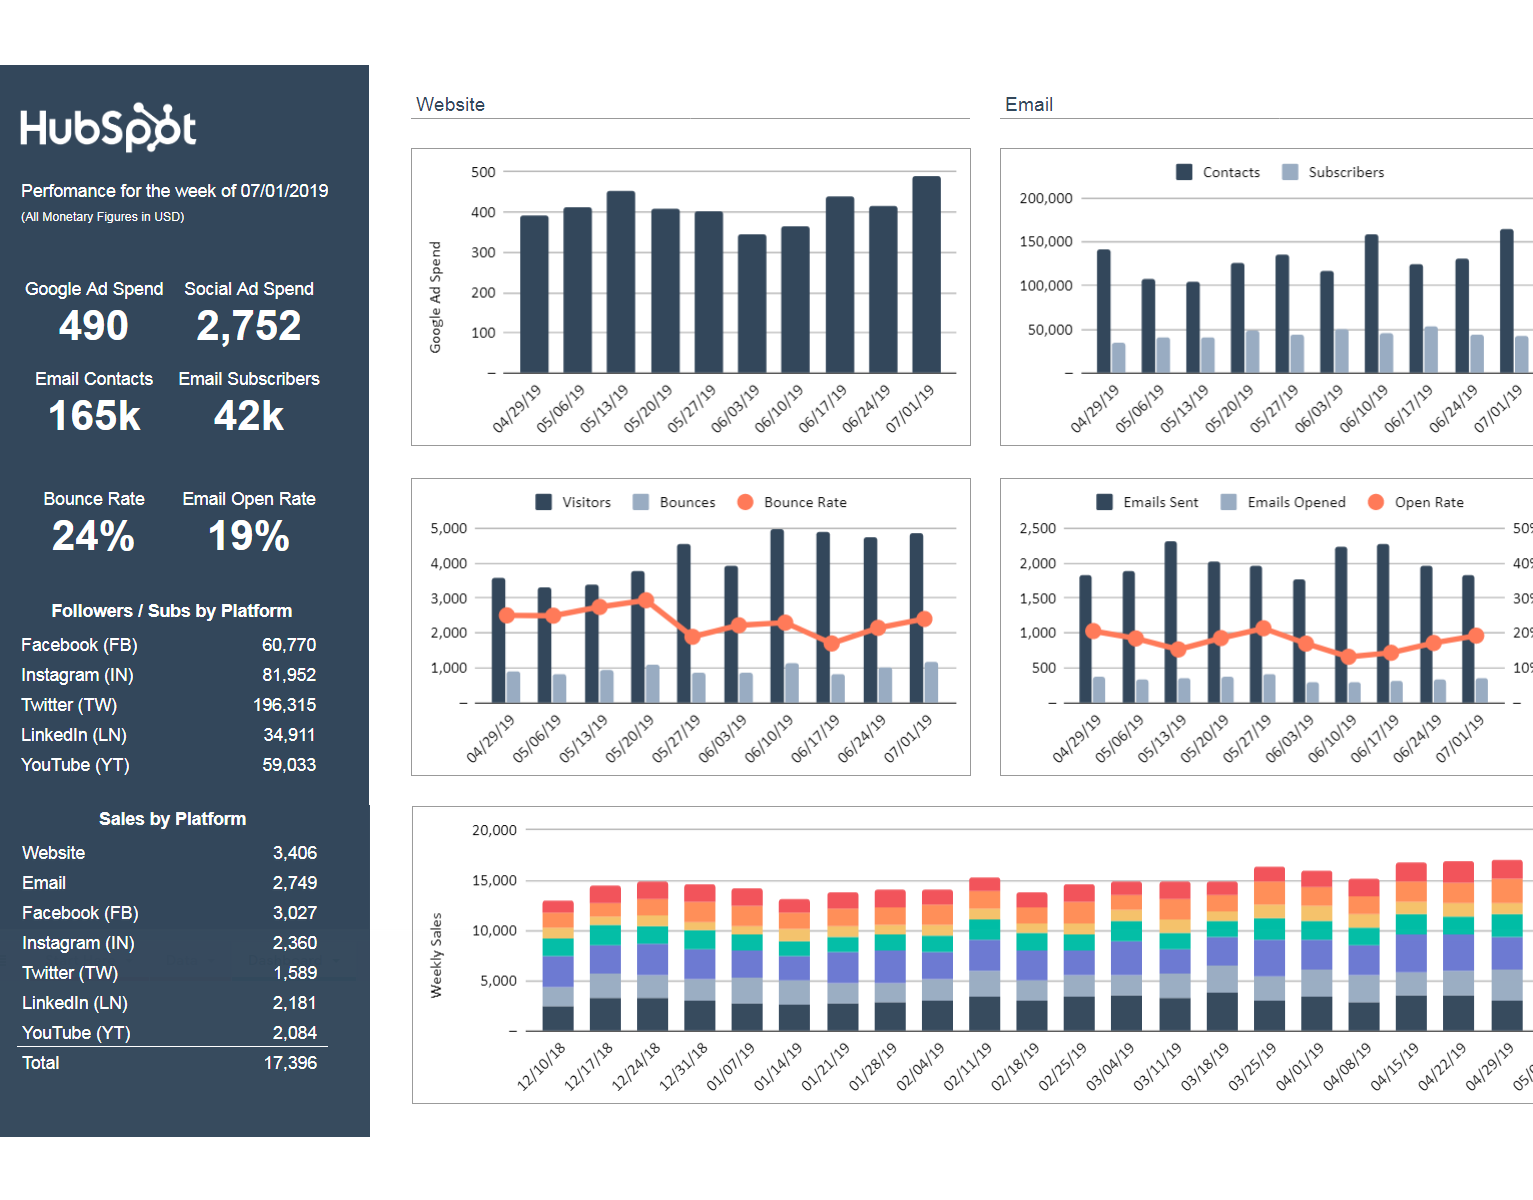 HubSpot
Perfomance for the week of 07/01/2019
(All Monetary Figures in USD)
Google Ad Spend Social Ad Spend
490 2,752
Email Contacts Email Subscribers
165k 42k
Bounce Rate Email Open Rate
24% 19%
Followers / Subs by Platform
Facebook (FB) 60,770
Instagram (IN) 81,952
Twitter (TW) 196,315
LinkedIn (LN) 34,911
YouTube (YT) 59,033
Sales by Platform
Website 3,406
Email 2,749
Facebook (FB) 3,027
Instagram (IN) 2,360
Twitter (TW) 1,589
LinkedIn (LN) 2,181
YouTube (YT) 2,084
Total 17,396
Website
Google Ad Spend
500
400
300
200
100
–
04/29/19 05/06/19 05/13/19 05/20/19 05/27/19 06/03/19 06/10/19 06/17/19 06/24/19 07/01/19
Email
Contacts Subscribers
200,000
150,000
100,000
50,000
–
04/29/19 05/06/19 05/13/19 05/20/19 05/27/19 06/03/19 06/10/19 06/17/19 06/24/19 07/01/19
Visitors Bounces Bounce Rate
5,000
4,000
3,000
2,000
1,000
–
04/29/19 05/06/19 05/13/19 05/20/19 05/27/19 06/03/19 06/10/19 06/17/19 06/24/19 07/01/19
Emails Sent Emails Opened Open Rate
2,500 50%
2,000 40%
1,500 30%
1,000 20%
500 10%
– –
04/29/19 05/06/19 05/13/19 05/20/19 05/27/19 06/03/19 06/10/19 06/17/19 06/24/19 07/01/19
Weekly Sales
20,000
15,000
10,000
5,000
–
12/10/18 12/17/18 12/24/18 12/31/18 01/07/19 01/14/19 01/21/19 01/28/19 02/04/19 02/11/19 02/18/19 02/25/19 03/04/19 03/11/19 03/18/19 03/25/19 04/01/19 04/08/19 04/15/19 04/22/19 04/29/19